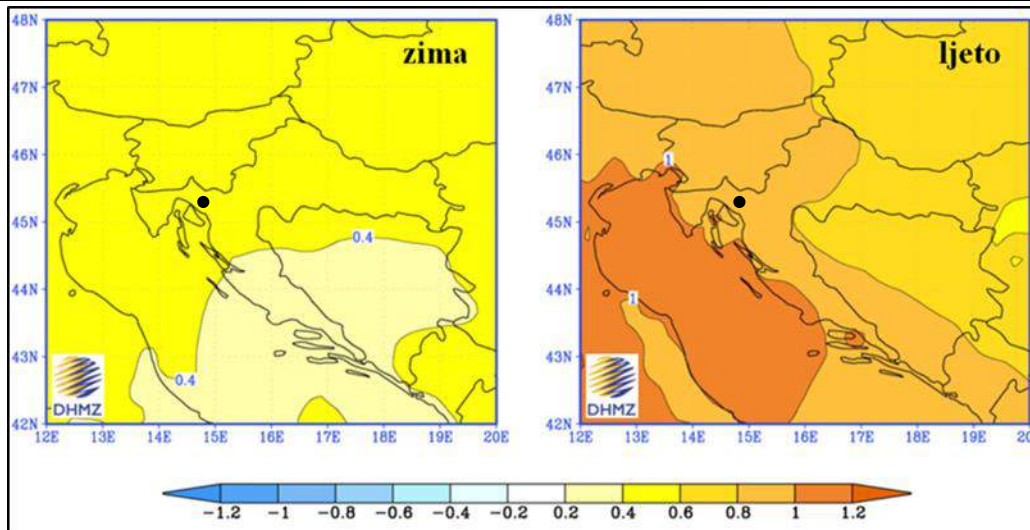 zima
ljeto
48N
47N
46N
45N
44N
43N
42N
12E 13E 14E 15E 16E 17E 18E 19E 20E
0.4
0.4
DHMZ
48N
47N
46N
45N
44N
43N
42N
12E 13E 14E 15E 16E 17E 18E 19E 20
1
1
DHMZ
-1.2 -1 -0.8 -0.6 -0.4 -0.2 0.2 0.4 0.6 0.8 1 1.2